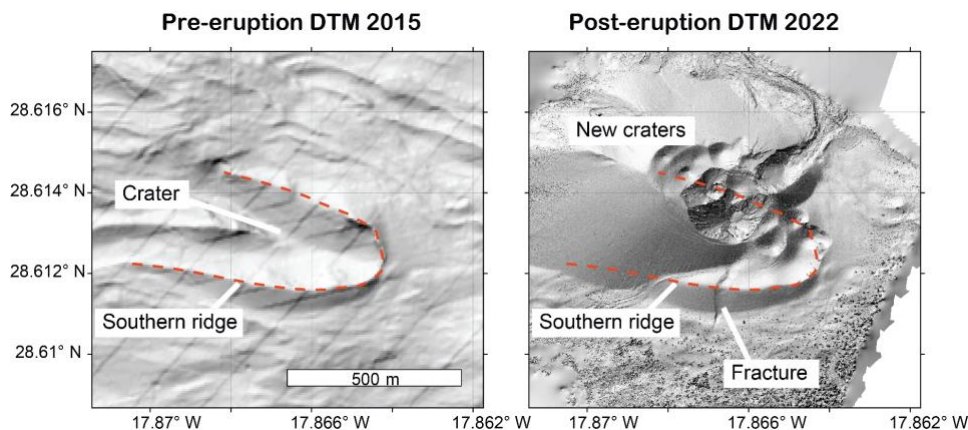 Pre-eruption DTM 2015
Post-eruption DTM 2022
28.616° N
28.614° N
28.612° N
28.61° N
Crater
Southern ridge
500 m
New craters
Southern ridge
Fracture
17.87° W
17.866° W
17.862° W
17.87° W
17.866° W
17.862° W